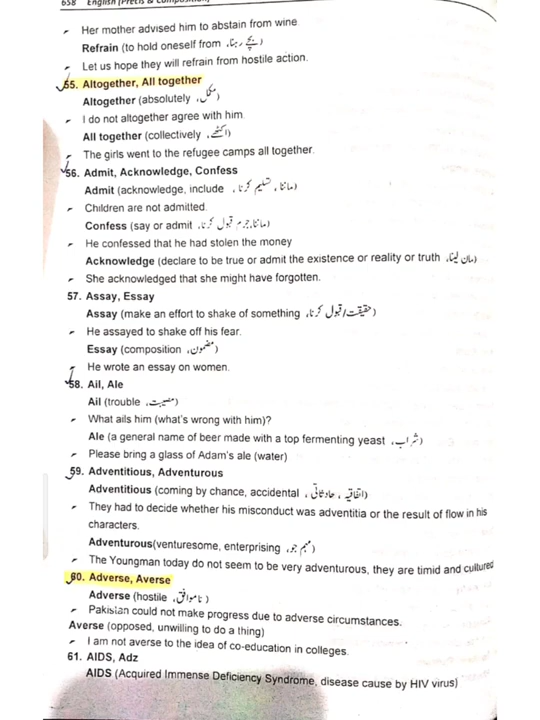 658 English [Precis & Composition]
Her mother advised him to abstain from wine
Refrain (to hold oneself from ،بچے رہنا)
Let us hope they will refrain from hostile action.
55. Altogether, All together
Altogether (absolutely ،مکمل)
I do not altogether agree with him.
All together (collectively ،اکٹھے)
The girls went to the refugee camps all together.
56. Admit, Acknowledge, Confess
Admit (acknowledge, include ، ماننا ، تسلیم کرنا)
Children are not admitted.
Confess (say or admit ،ماننا،جرم قبول کرنا)
He confessed that he had stolen the money
Acknowledge (declare to be true or admit the existence or reality or truth ،مان لینا)
She acknowledged that she might have forgotten.
57. Assay, Essay
Assay (make an effort to shake of something ،حقیقت/قبول کرنا)
He assayed to shake off his fear.
Essay (composition ،مضمون)
He wrote an essay on women.
58. Ail, Ale
Ail (trouble ،مصیبت)
What ails him (what's wrong with him)?
Ale (a general name of beer made with a top fermenting yeast ،شراب)
Please bring a glass of Adam's ale (water)
59. Adventitious, Adventurous
Adventitious (coming by chance, accidental ، اتفاقیہ ، حادثاتی)
They had to decide whether his misconduct was adventitia or the result of flow in his
characters.
Adventurous(venturesome, enterprising ،مہم جو)
The Youngman today do not seem to be very adventurous, they are timid and cultured
60. Adverse, Averse
Adverse (hostile ،ناموافق)
Pakistan could not make progress due to adverse circumstances.
Averse (opposed, unwilling to do a thing)
I am not averse to the idea of co-education in colleges.
61. AIDS, Adz
AIDS (Acquired Immense Deficiency Syndrome, disease cause by HIV virus)